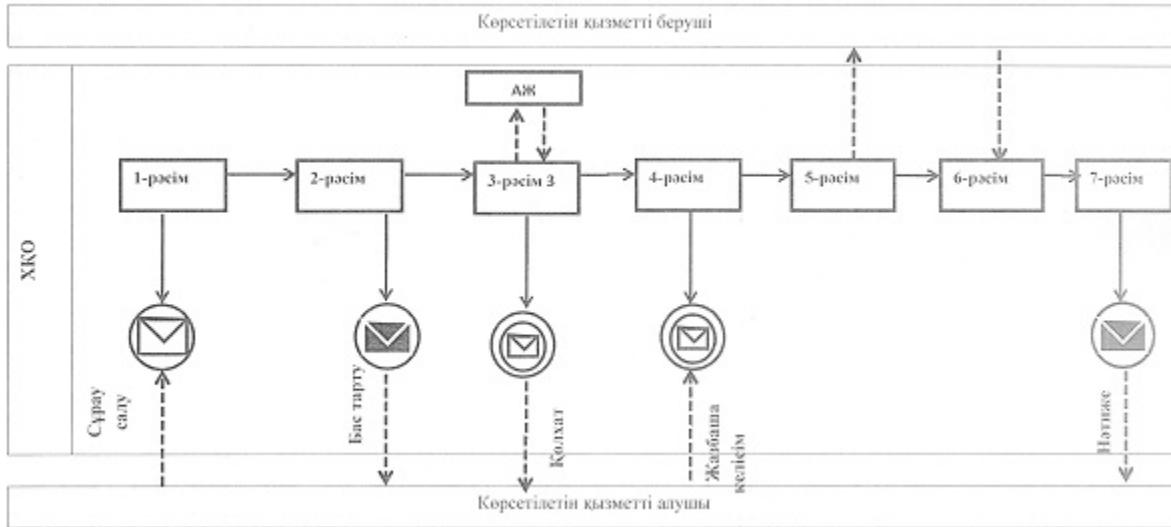 Көрсетілетін қызметті беруші
ХҚО
АЖ
1-рәсім
2-рәсім
3-рәсім 3
4-рәсім
5-рәсім
6-рәсім
7-рәсім
Сұрау
салу
Бас тарту
Қолхат
Жазбаша
келісім
Нәтиже
Көрсетілетін қызметті алушы